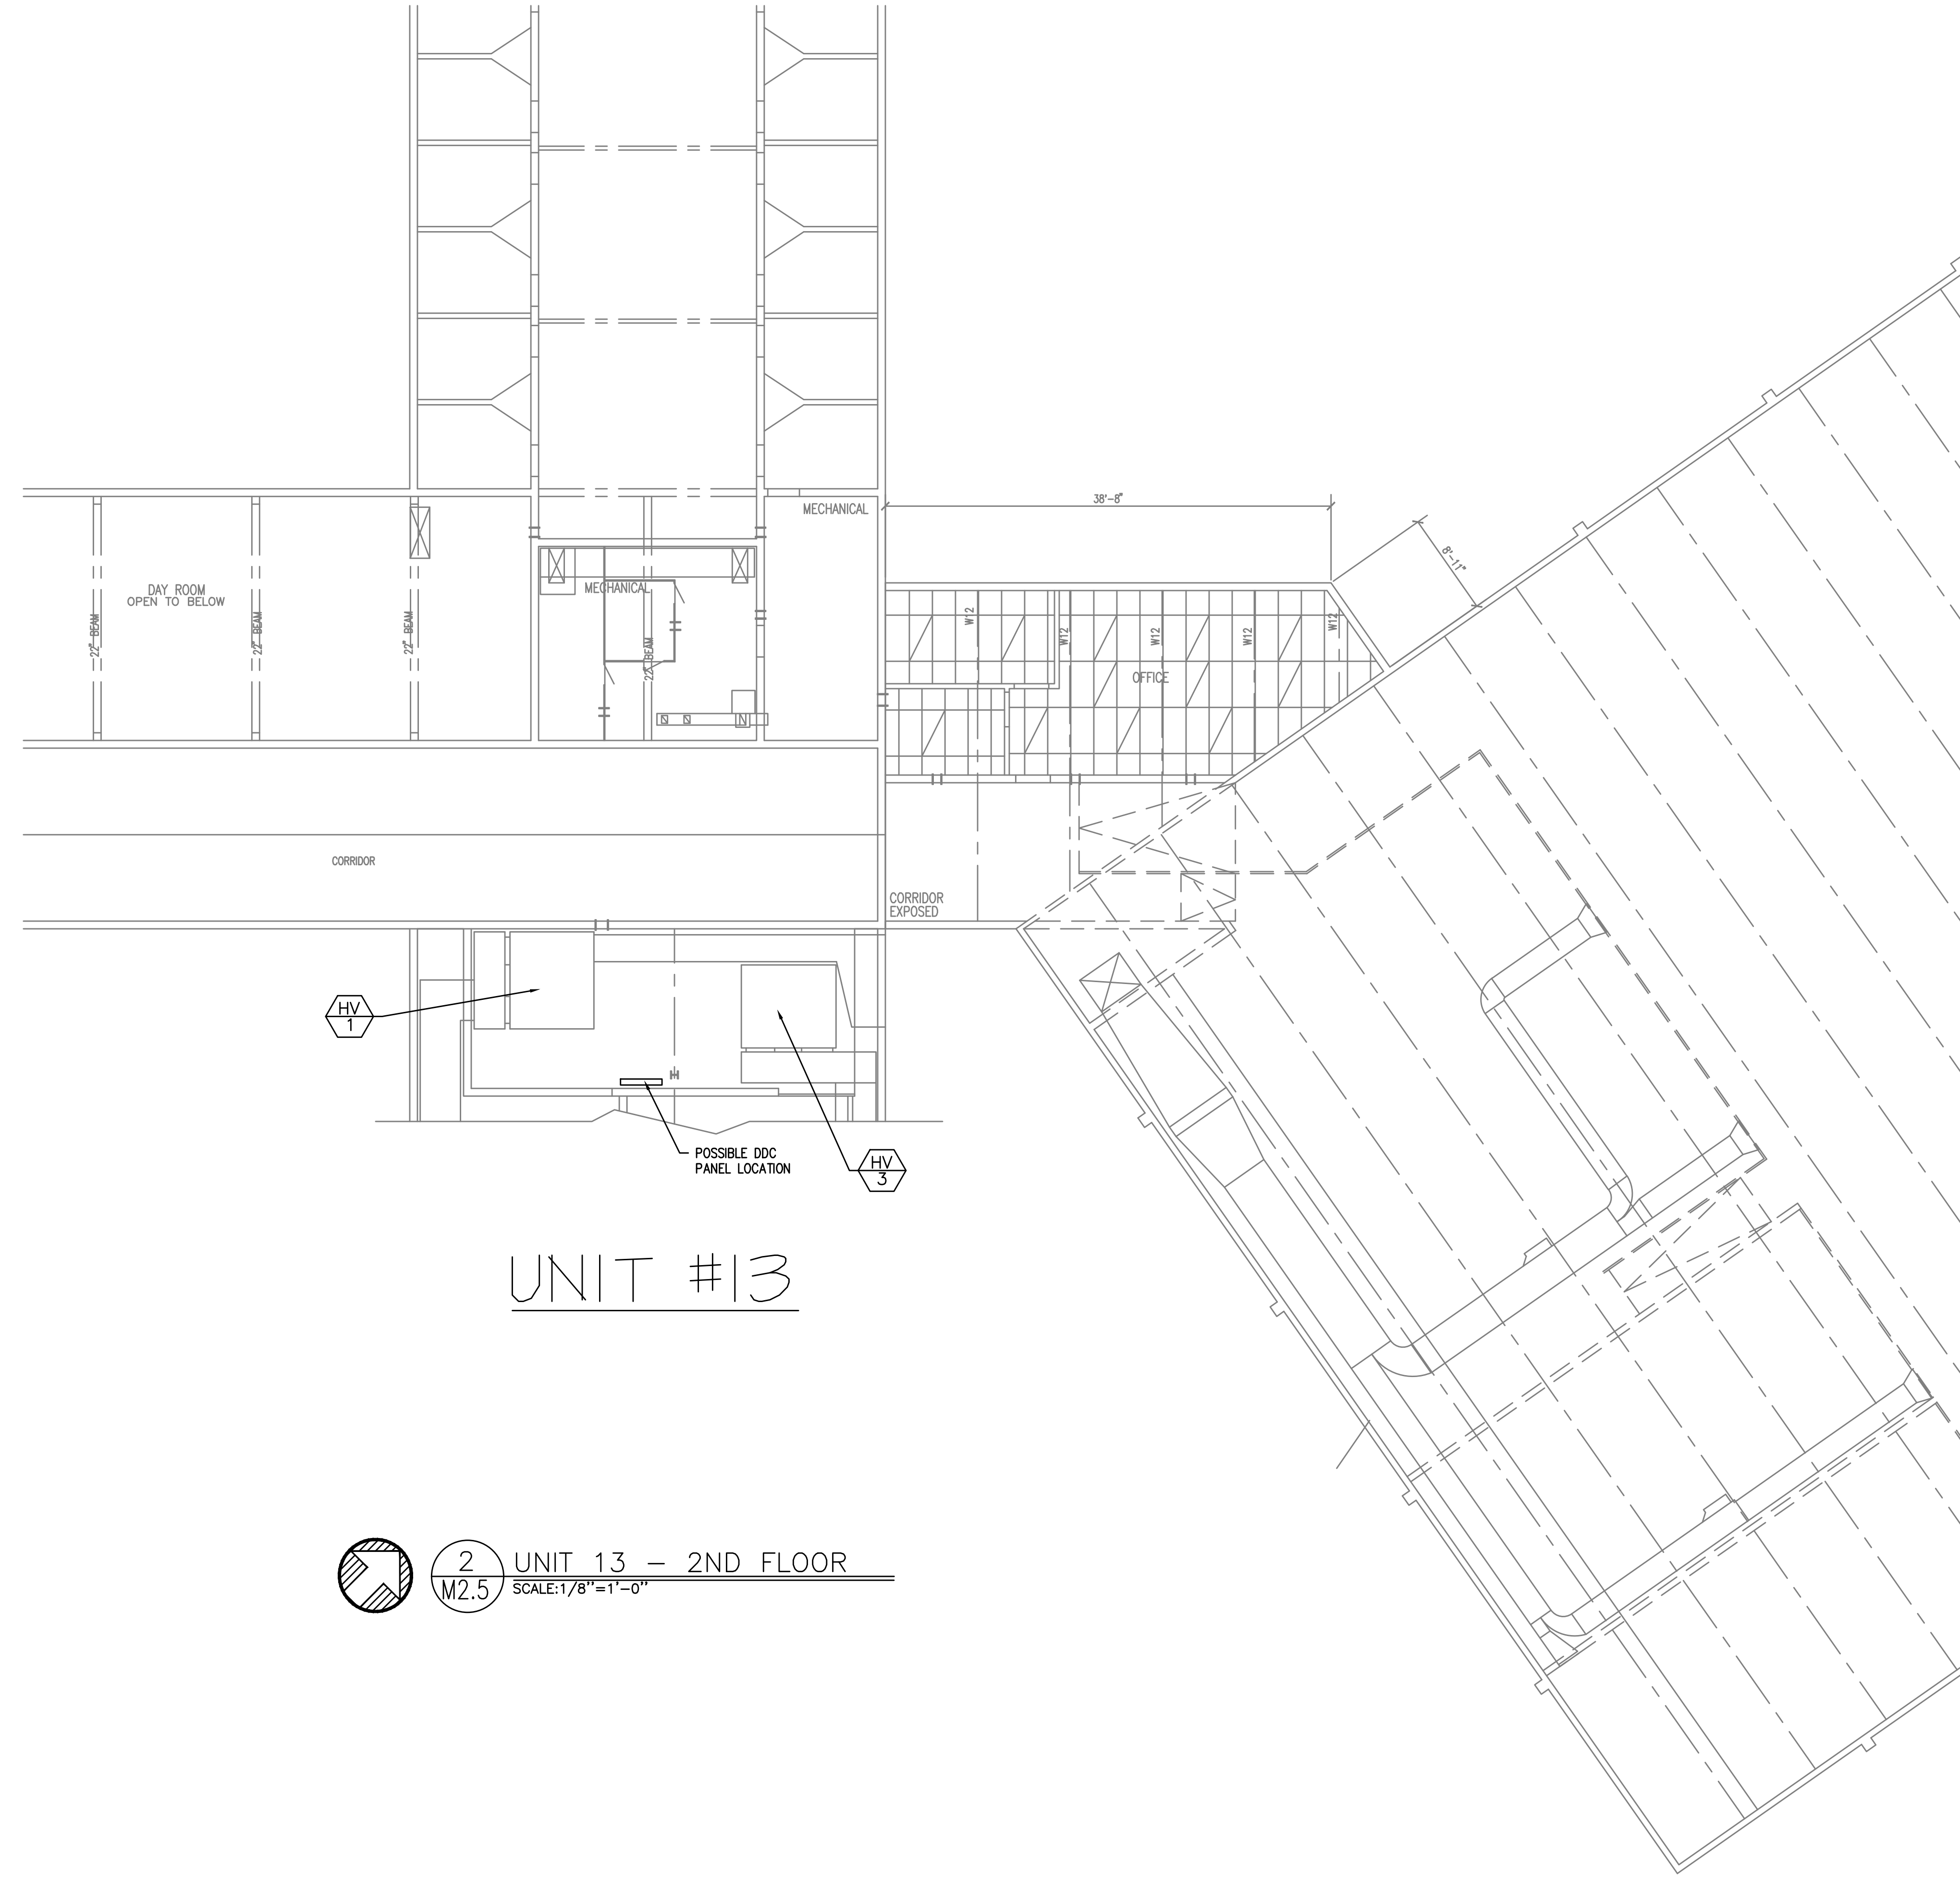 38'-8"
MECHANICAL
8'-11"
DAY ROOM
OPEN TO BELOW
MECHANICAL
22" BEAM
22" BEAM
22" BEAM
22" BEAM
W12
W12
W12
W12
W12
OFFICE
CORRIDOR
CORRIDOR
EXPOSED
HV
1
POSSIBLE DDC
PANEL LOCATION
HV
3
UNIT #13
2
M2.5
UNIT 13 - 2ND FLOOR
SCALE:1/8"=1'-0"